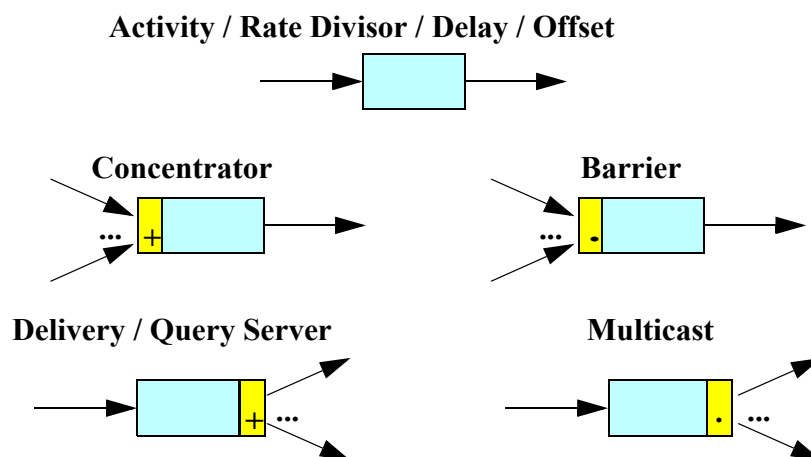 Activity / Rate Divisor / Delay / Offset
Concentrator
Barrier
... +
... .
Delivery / Query Server
Multicast
+ ...
. ...